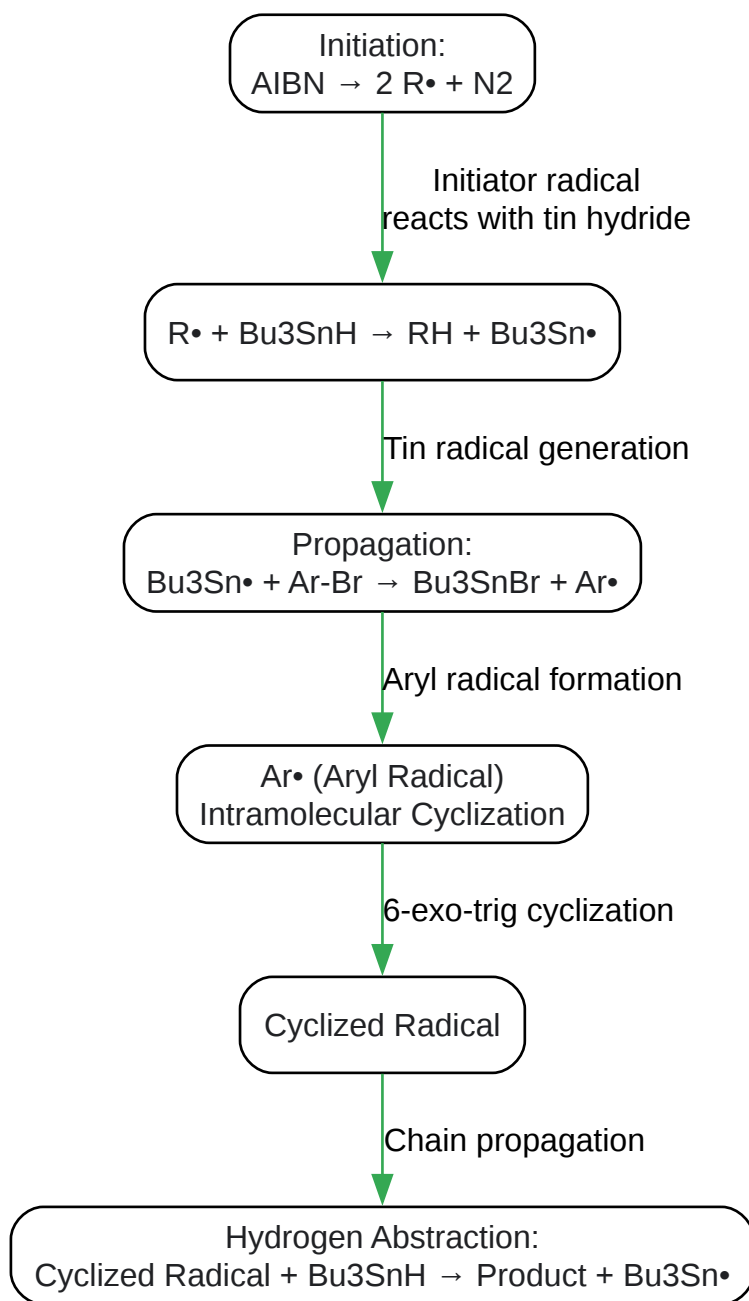 Initiation:
AIBN → 2 R• + N2
Initiator radical
reacts with tin hydride
R• + Bu3SnH → RH + Bu3Sn•
Tin radical generation
Propagation:
Bu3Sn• + Ar-Br → Bu3SnBr + Ar•
Aryl radical formation
Ar• (Aryl Radical)
Intramolecular Cyclization
6-exo-trig cyclization
Cyclized Radical
Chain propagation
Hydrogen Abstraction:
Cyclized Radical + Bu3SnH → Product + Bu3Sn•